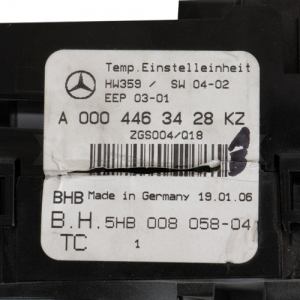 Temp. Einstelleinheit
HW359 / SW 04-02
EEP 03-01
A 000 446 34 28 KZ
ZGS004/Q18
BHB Made in Germany 19.01.06
B.H. 5HB 008 058-04
TC 1